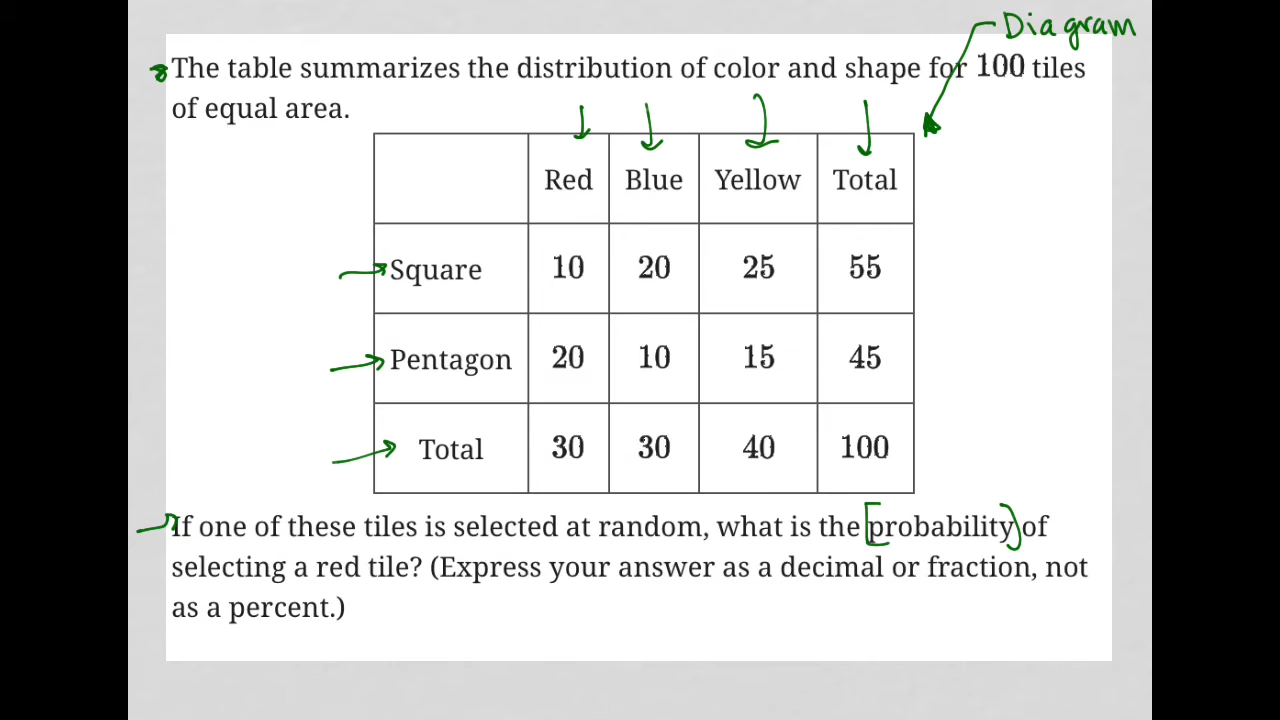 Diagram
The table summarizes the distribution of color and shape for 100 tiles
of equal area.
Red Blue Yellow Total
Square 10 20 25 55
Pentagon 20 10 15 45
Total 30 30 40 100
If one of these tiles is selected at random, what is the [probability) of
selecting a red tile? (Express your answer as a decimal or fraction, not
as a percent.)